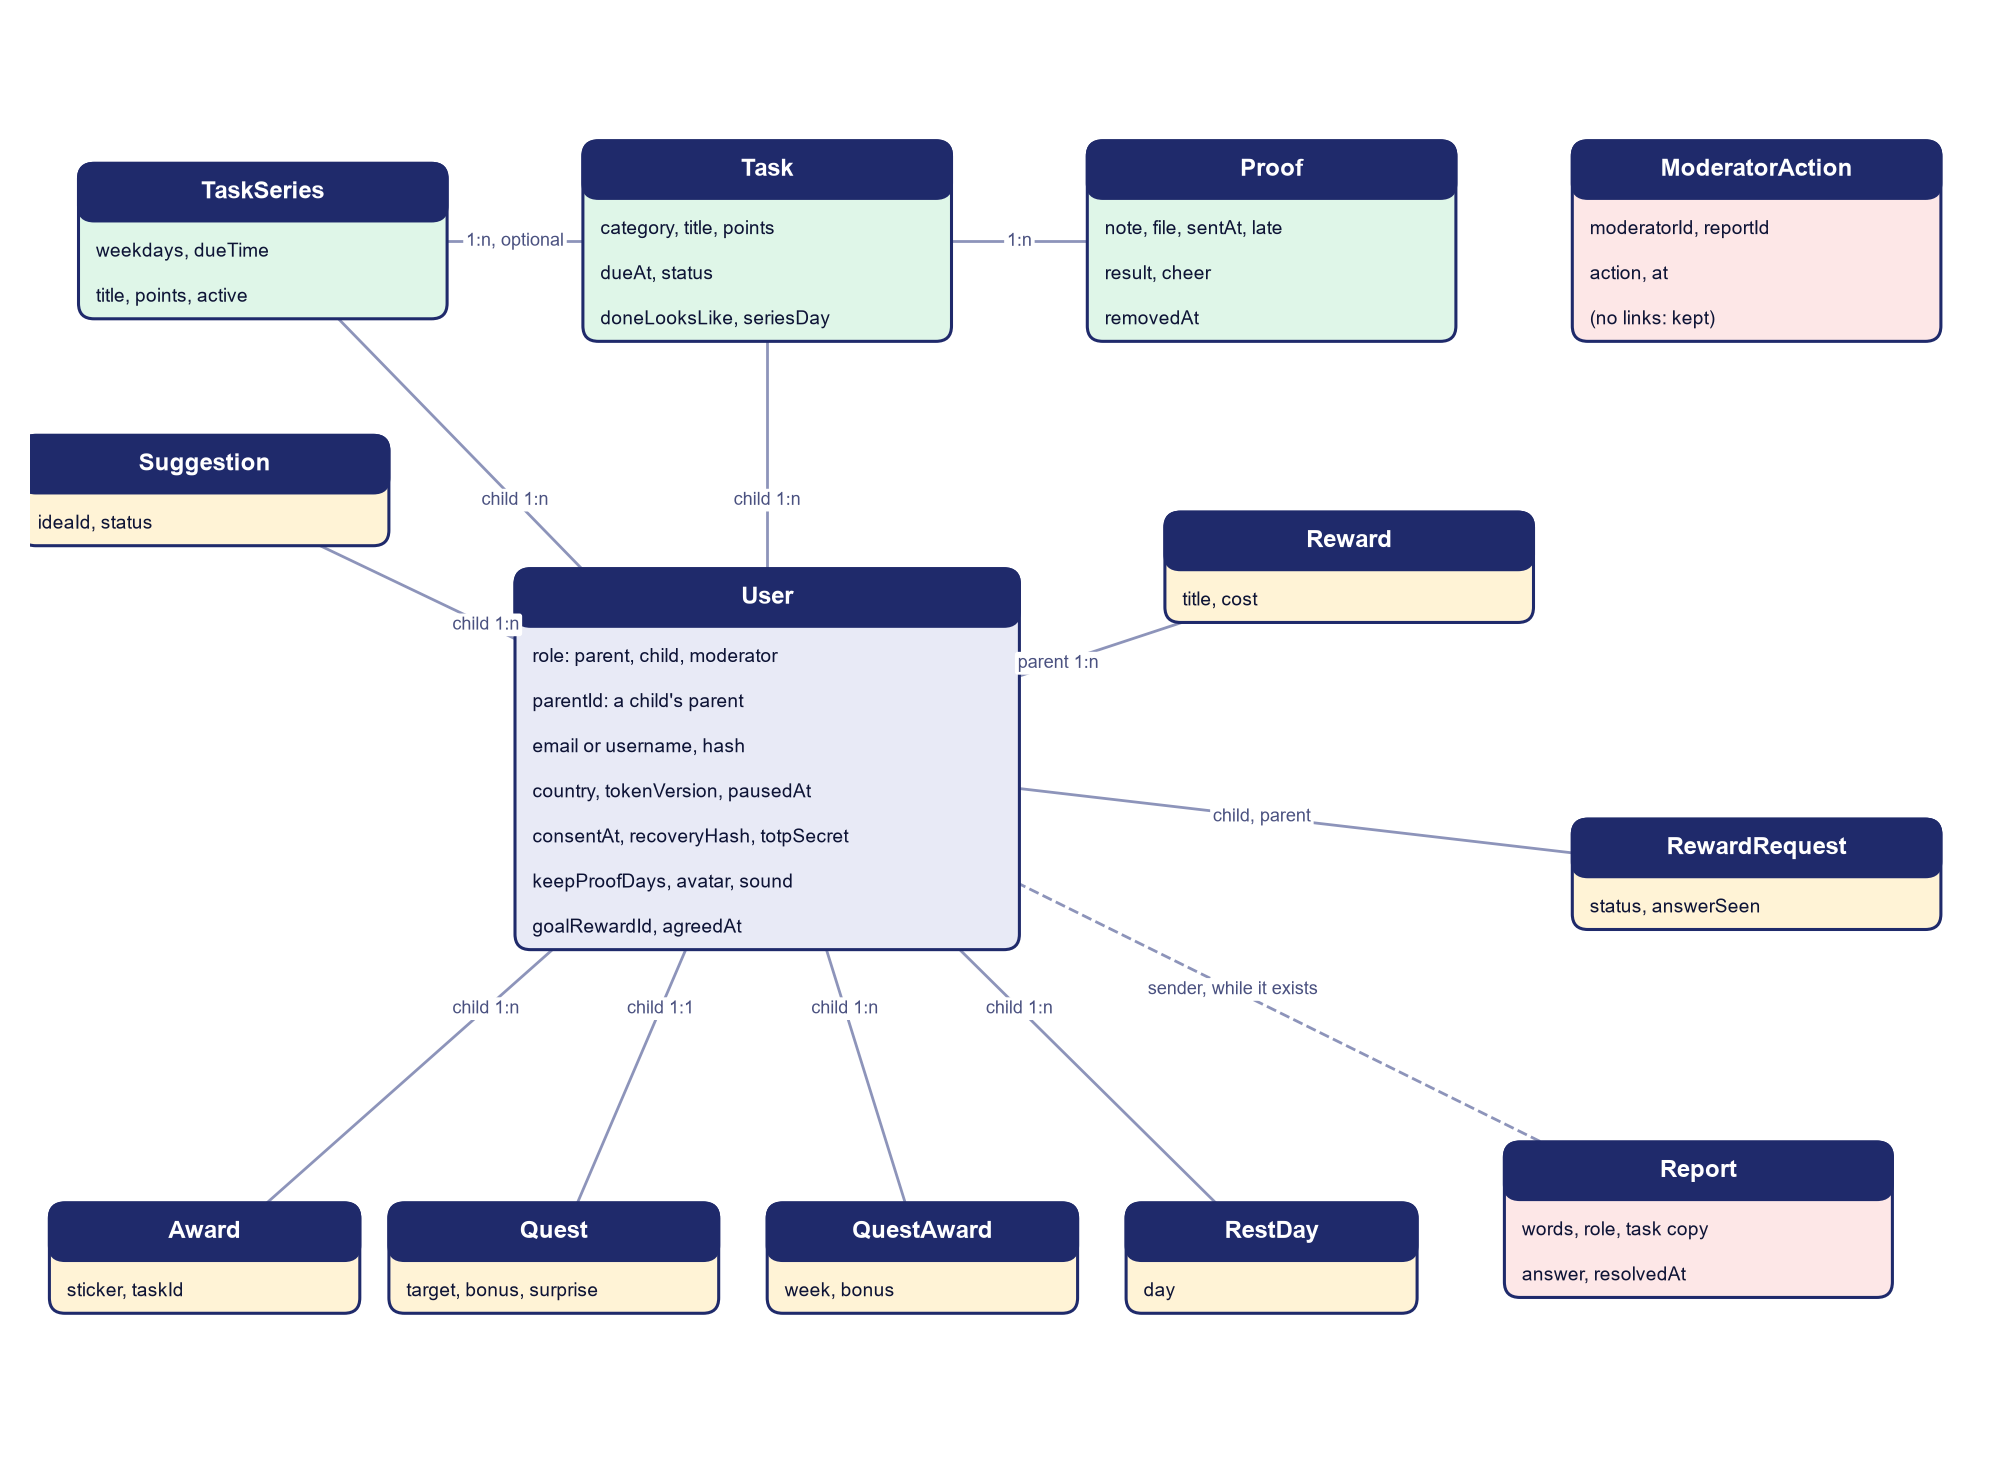 TaskSeries
weekdays, dueTime
title, points, active
1:n, optional
Task
category, title, points
dueAt, status
doneLooksLike, seriesDay
1:n
Proof
note, file, sentAt, late
result, cheer
removedAt
ModeratorAction
moderatorId, reportId
action, at
(no links: kept)
Suggestion
ideaId, status
child 1:n
child 1:n
child 1:n
Reward
title, cost
parent 1:n
User
role: parent, child, moderator
parentId: a child's parent
email or username, hash
country, tokenVersion, pausedAt
consentAt, recoveryHash, totpSecret
keepProofDays, avatar, sound
goalRewardId, agreedAt
child, parent
RewardRequest
status, answerSeen
sender, while it exists
child 1:n
child 1:1
child 1:n
child 1:n
Award
sticker, taskId
Quest
target, bonus, surprise
QuestAward
week, bonus
RestDay
day
Report
words, role, task copy
answer, resolvedAt